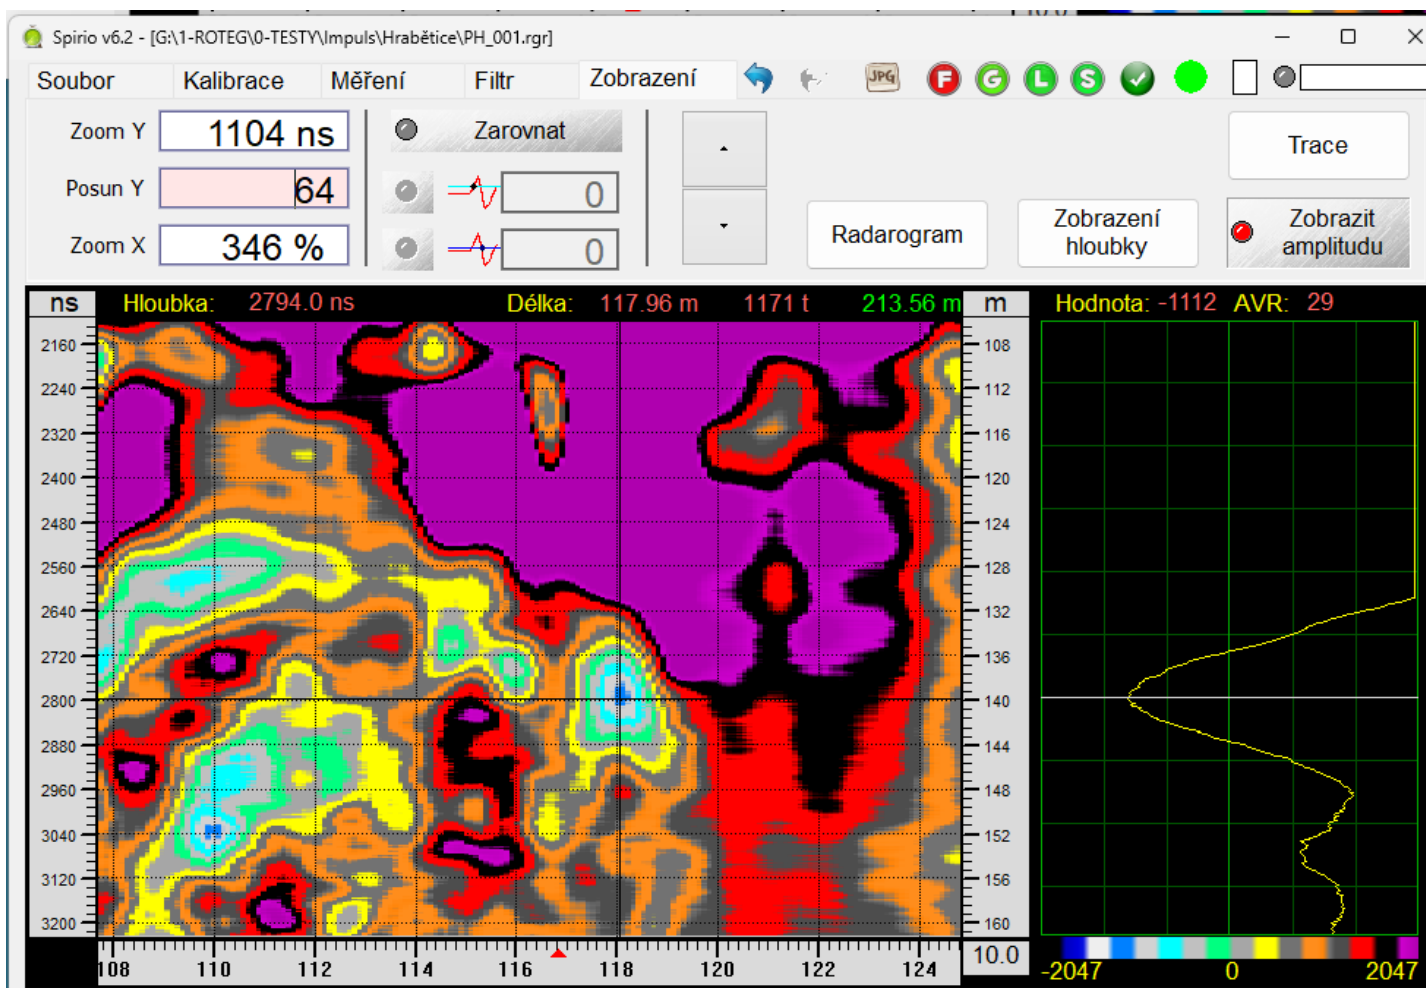 10.0
Spirio v6.2 - [G:\1-ROTEG\0-TESTY\Impuls\Hrabětice\PH_001.rgr]
Soubor Kalibrace Měření Filtr Zobrazení JPG F G L S
Zoom Y 1104 ns Zarovnat Trace
Posun Y 64 0
Zoom X 346 % 0 Radarogram Zobrazení hloubky Zobrazit amplitudu
ns Hloubka: 2794.0 ns Délka: 117.96 m 1171 t 213.56 m m Hodnota: -1112 AVR: 29
2160 108
2240 112
2320 116
2400 120
2480 124
2560 128
2640 132
2720 136
2800 140
2880 144
2960 148
3040 152
3120 156
3200 160
108 110 112 114 116 118 120 122 124 10.0 -2047 0 2047